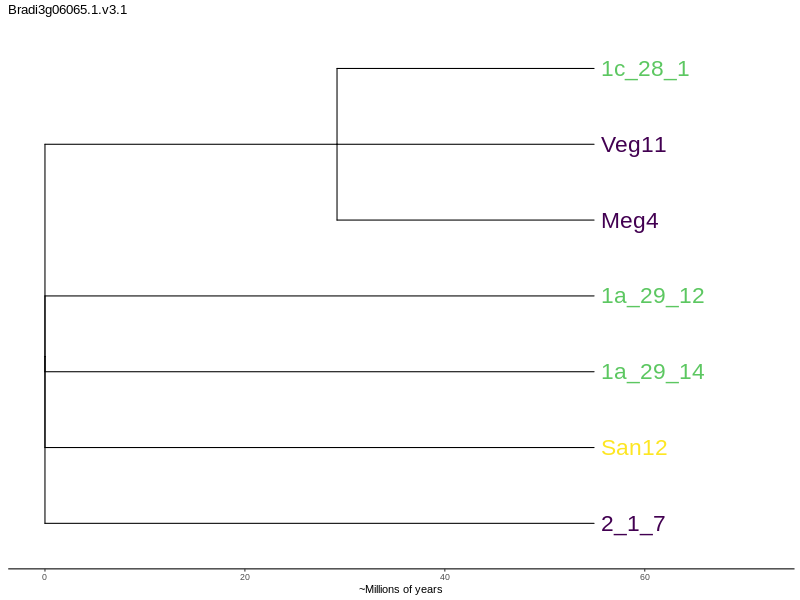 Bradi3g06065.1.v3.1
1c_28_1
Veg11
Meg4
1a_29_12
1a_29_14
San12
2_1_7
0 20 40 60
~Millions of years